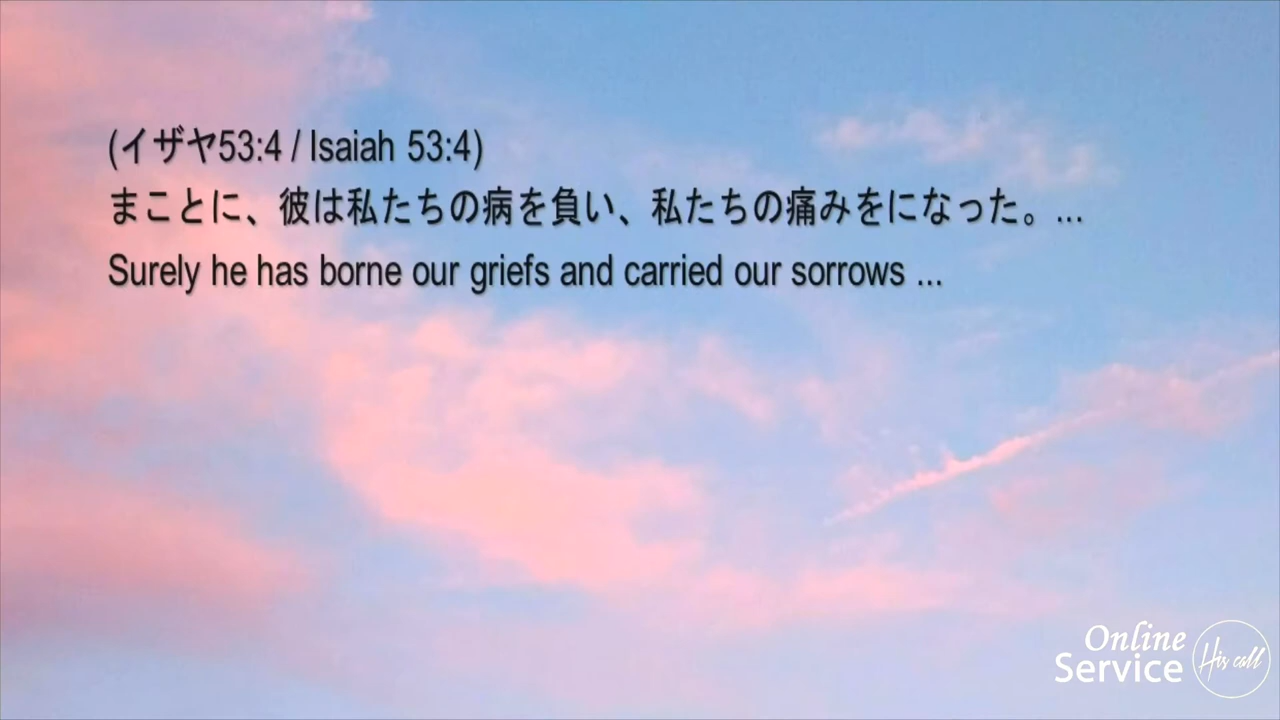 (イザヤ53:4 / Isaiah 53:4)
まことに、彼は私たちの病を負い、私たちの痛みをになった。...
Surely he has borne our griefs and carried our sorrows ...
Online
Service
His call